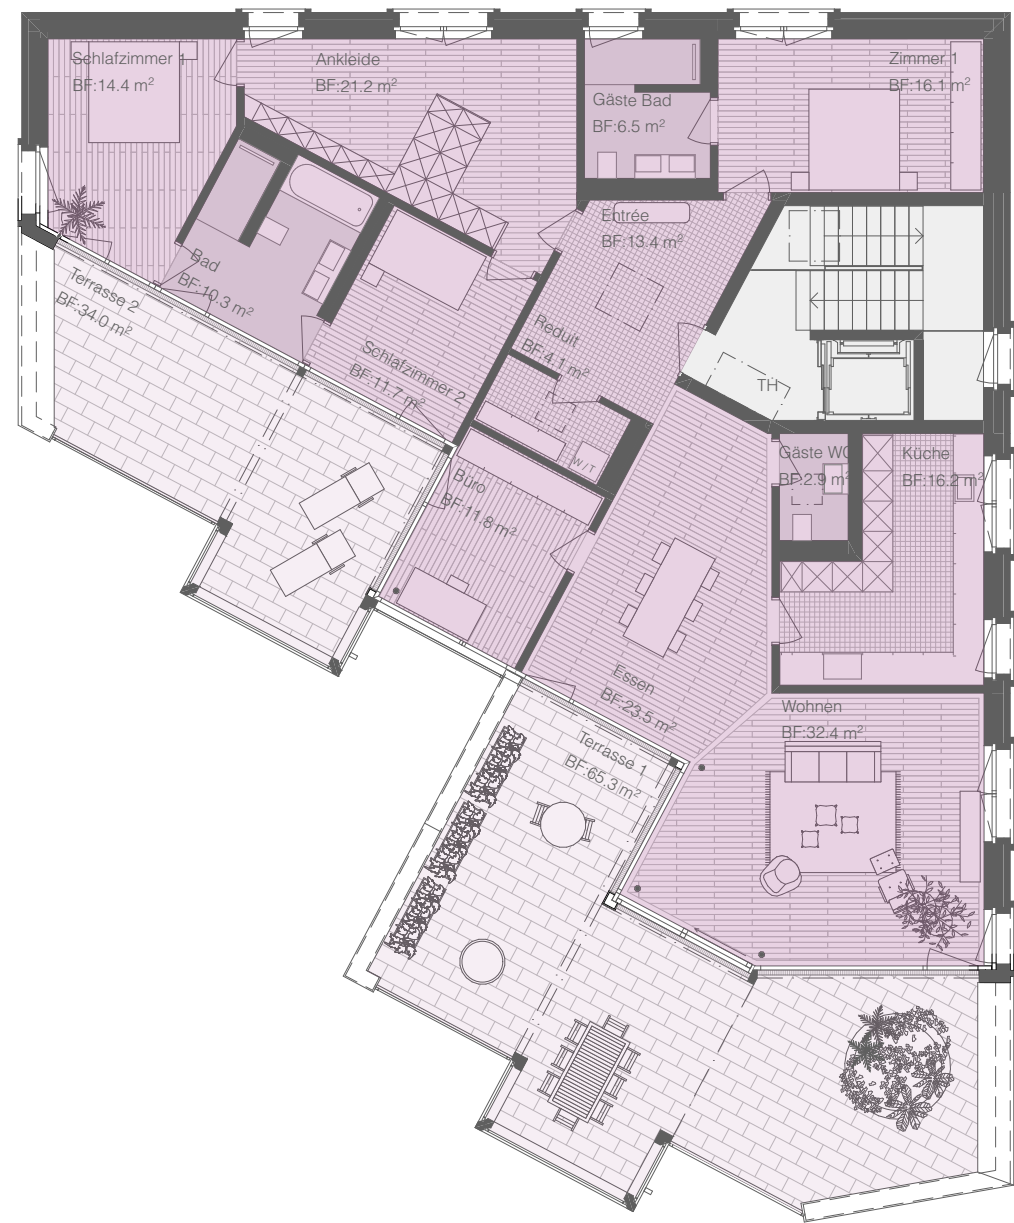 Schlafzimmer 1
BF:14.4 m²
Ankleide
BF:21.2 m²
Gäste Bad
BF:6.5 m²
Zimmer 1
BF:16.1 m²
Entrée
BF:13.4 m²
Bad
BF:10.3 m²
Terrasse 2
BF:34.0 m²
Reduit
BF:4.1 m²
Schlafzimmer 2
BF:11.7 m²
TH
Gäste WC
BF:2.9 m²
Küche
BF:16.2 m²
W/T
Büro
BF:11.8 m²
Essen
BF:23.5 m²
Wohnen
BF:32.4 m²
Terrasse 1
BF:65.3 m²